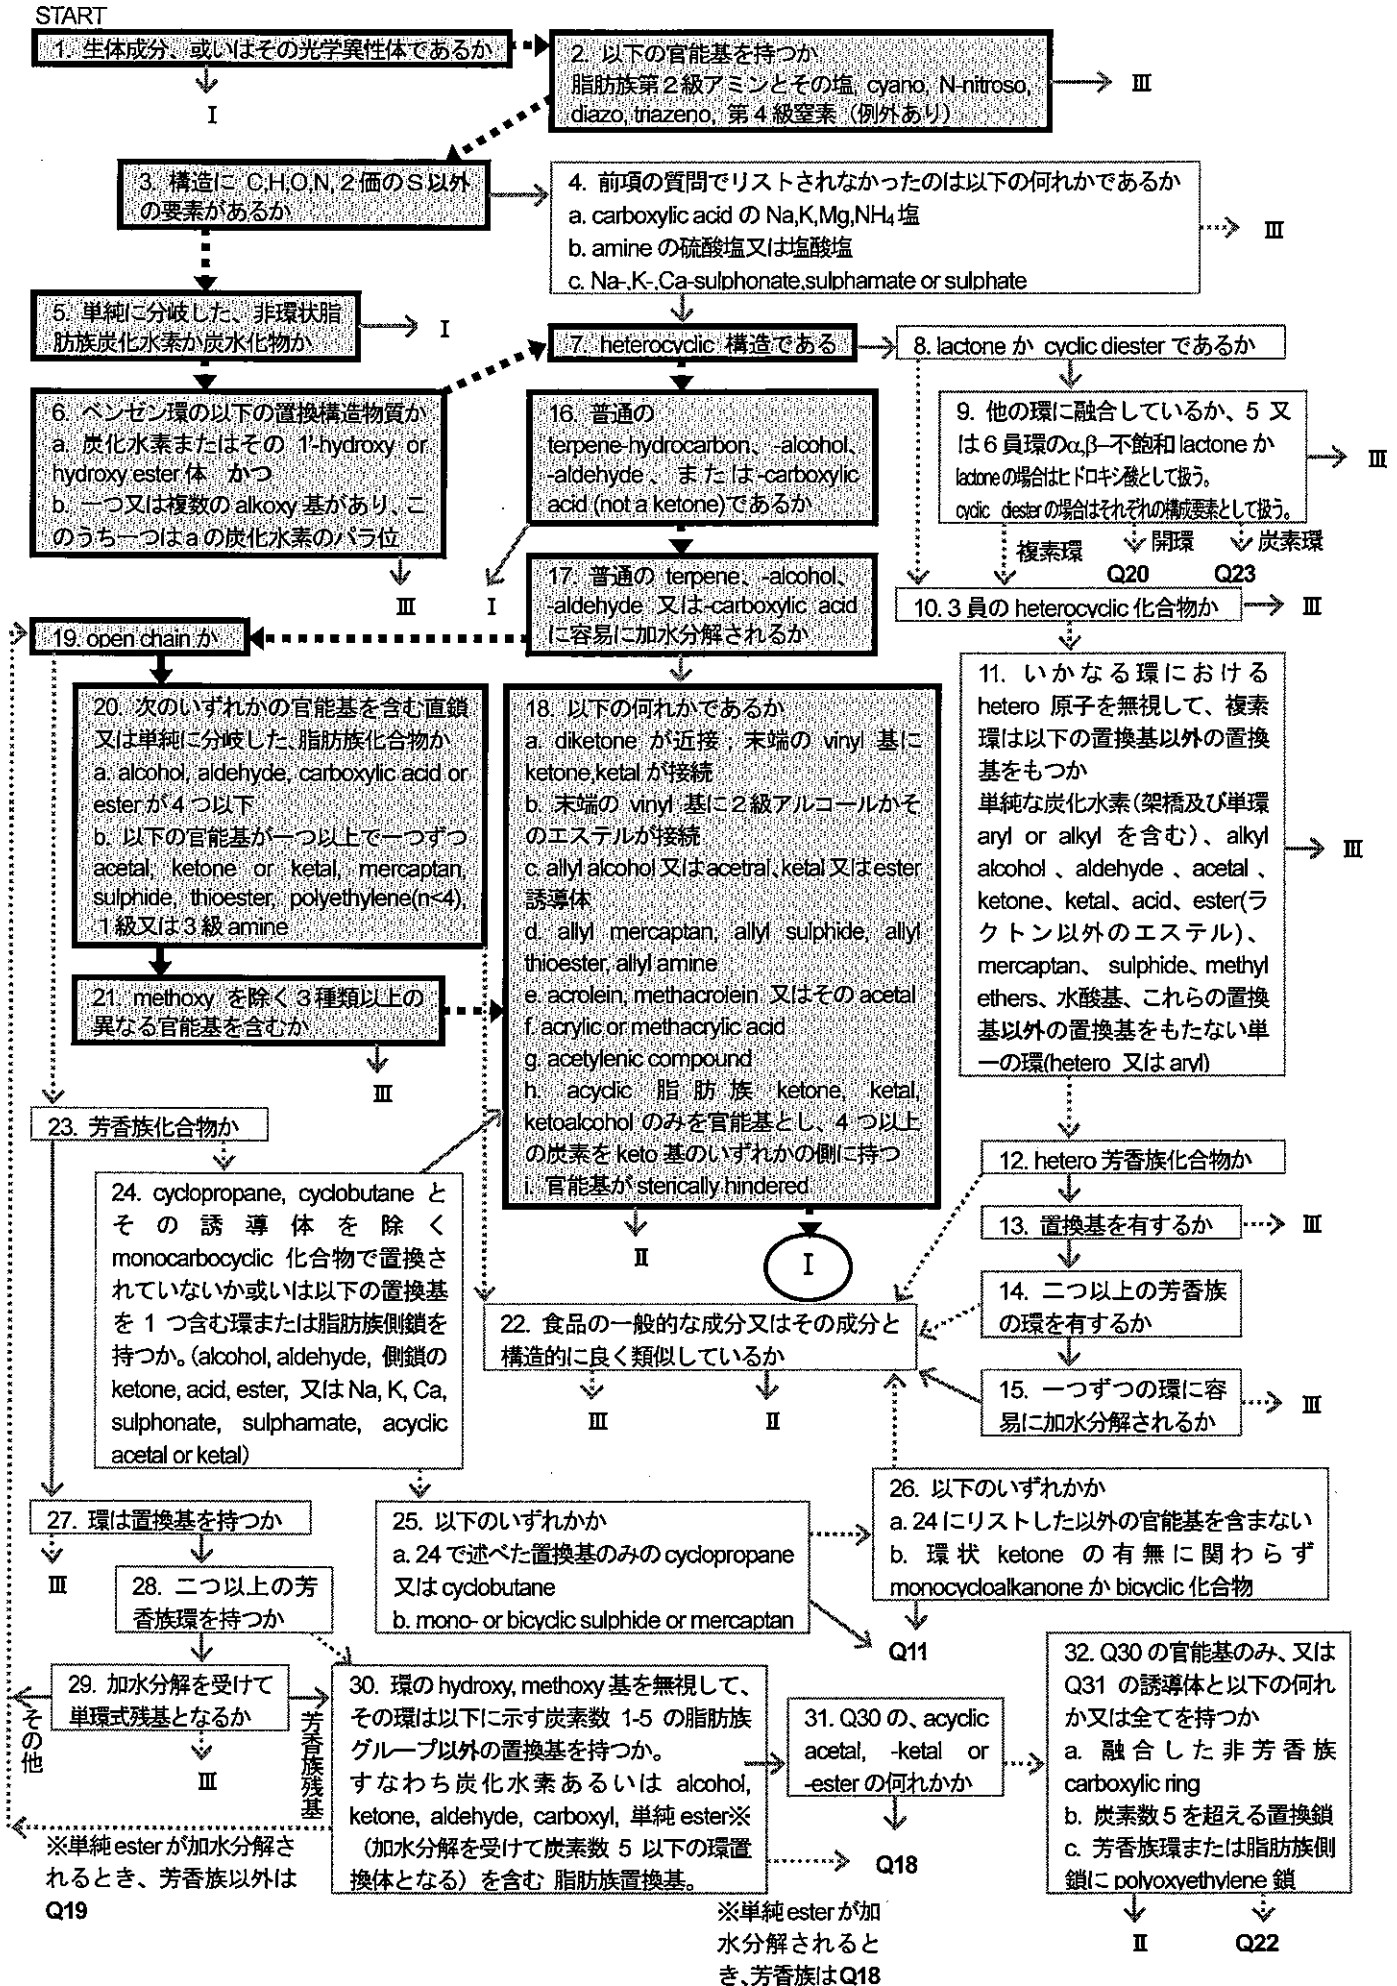 START
1. 生体成分、或いはその光学異性体であるか
I
2. 以下の官能基を持つか
脂肪族第2級アミンとその塩, cyano, N-nitroso,
diazo, triazeno, 第4級窒素（例外あり）
III
3. 構造に C,H,O,N, 2価のS以外
の要素があるか
4. 前項の質問でリストされなかったのは以下の何れかであるか
a. carboxylic acid の Na,K,Mg,NH₄塩
b. amine の硫酸塩又は塩酸塩
c. Na-,K-,Ca-sulphonate,sulphamate or sulphate
III
5. 単純に分岐した、非環状脂
肪族炭化水素か炭水化物か
I
7. heterocyclic 構造である
8. lactone か cyclic diester であるか
6. ベンゼン環の以下の置換構造物質か
a. 炭化水素またはその 1'-hydroxy or
hydroxy ester 体 かつ
b. 一つ又は複数の alkoxy 基があり、こ
のうち一つは a の炭化水素のパラ位
III
16. 普通の
terpene-hydrocarbon、-alcohol、
-aldehyde 、または-carboxylic
acid (not a ketone)であるか
I
9. 他の環に融合しているか、5 又
は 6 員環のα,β–不飽和 lactone か
lactoneの場合はヒドロキシ酸として扱う。
cyclic diesterの場合はそれぞれの構成要素として扱う。
III
複素環
開環
炭素環
Q20
Q23
17. 普通の terpene、-alcohol、
-aldehyde 又は-carboxylic acid
に容易に加水分解されるか
10. 3 員の heterocyclic 化合物か
III
19. open chain か
20. 次のいずれかの官能基を含む直鎖
又は単純に分岐した、脂肪族化合物か
a. alcohol, aldehyde, carboxylic acid or
ester が 4 つ以下
b. 以下の官能基が一つ以上で一つずつ
acetal, ketone or ketal, mercaptan,
sulphide, thioester, polyethylene(n<4),
1級又は3級 amine
21. methoxy を除く 3 種類以上の
異なる官能基を含むか
III
18. 以下の何れかであるか
a. diketone が近接；末端の vinyl 基に
ketone,ketal が接続
b. 末端の vinyl 基に2級アルコールかそ
のエステルが接続
c. allyl alcohol 又はacetral、ketal 又はester
誘導体
d. allyl mercaptan, allyl sulphide, allyl
thioester, allyl amine
e. acrolein, methacrolein 又はその acetal
f. acrylic or methacrylic acid
g. acetylenic compound
h. acyclic 脂肪族 ketone, ketal,
ketoalcohol のみを官能基とし、4 つ以上
の炭素を keto 基のいずれかの側に持つ
i. 官能基が sterically hindered
II
I
11. いかなる環における
hetero 原子を無視して、複素
環は以下の置換基以外の置換
基をもつか
単純な炭化水素（架橋及び単環
aryl or alkyl を含む）、alkyl
alcohol 、aldehyde 、acetal 、
ketone、ketal、acid、ester(ラ
クトン以外のエステル)、
mercaptan、 sulphide、methyl
ethers、水酸基、これらの置換
基以外の置換基をもたない単
一の環(hetero 又は aryl)
III
23. 芳香族化合物か
12. hetero 芳香族化合物か
13. 置換基を有するか
III
14. 二つ以上の芳香族
の環を有するか
15. 一つずつの環に容
易に加水分解されるか
III
24. cyclopropane, cyclobutane と
その誘導体を除く
monocarbocyclic 化合物で置換さ
れていないか或いは以下の置換基
を 1 つ含む環または脂肪族側鎖を
持つか。(alcohol, aldehyde, 側鎖の
ketone, acid, ester, 又は Na, K, Ca,
sulphonate, sulphamate, acyclic
acetal or ketal)
22. 食品の一般的な成分又はその成分と
構造的に良く類似しているか
III
II
27. 環は置換基を持つか
III
25. 以下のいずれかか
a. 24 で述べた置換基のみの cyclopropane
又は cyclobutane
b. mono- or bicyclic sulphide or mercaptan
26. 以下のいずれかか
a. 24 にリストした以外の官能基を含まない
b. 環状 ketone の有無に関わらず
monocycloalkanone か bicyclic 化合物
Q11
28. 二つ以上の芳
香族環を持つか
29. 加水分解を受けて
単環式残基となるか
その他
芳香族残基
III
※単純 ester が加水分解さ
れるとき、芳香族以外は
Q19
30. 環の hydroxy, methoxy 基を無視して、
その環は以下に示す炭素数 1-5 の脂肪族
グループ以外の置換基を持つか。
すなわち炭化水素あるいは alcohol,
ketone, aldehyde, carboxyl, 単純 ester※
（加水分解を受けて炭素数 5 以下の環置
換体となる）を含む 脂肪族置換基。
31. Q30 の、acyclic
acetal, -ketal or
-ester の何れかか
Q18
Q18
※単純 ester が加
水分解されると
き、芳香族はQ18
32. Q30 の官能基のみ、又は
Q31 の誘導体と以下の何れ
か又は全てを持つか
a. 融合した非芳香族
carboxylic ring
b. 炭素数 5 を超える置換鎖
c. 芳香族環または脂肪族側
鎖に polyoxyethylene 鎖
II
Q22